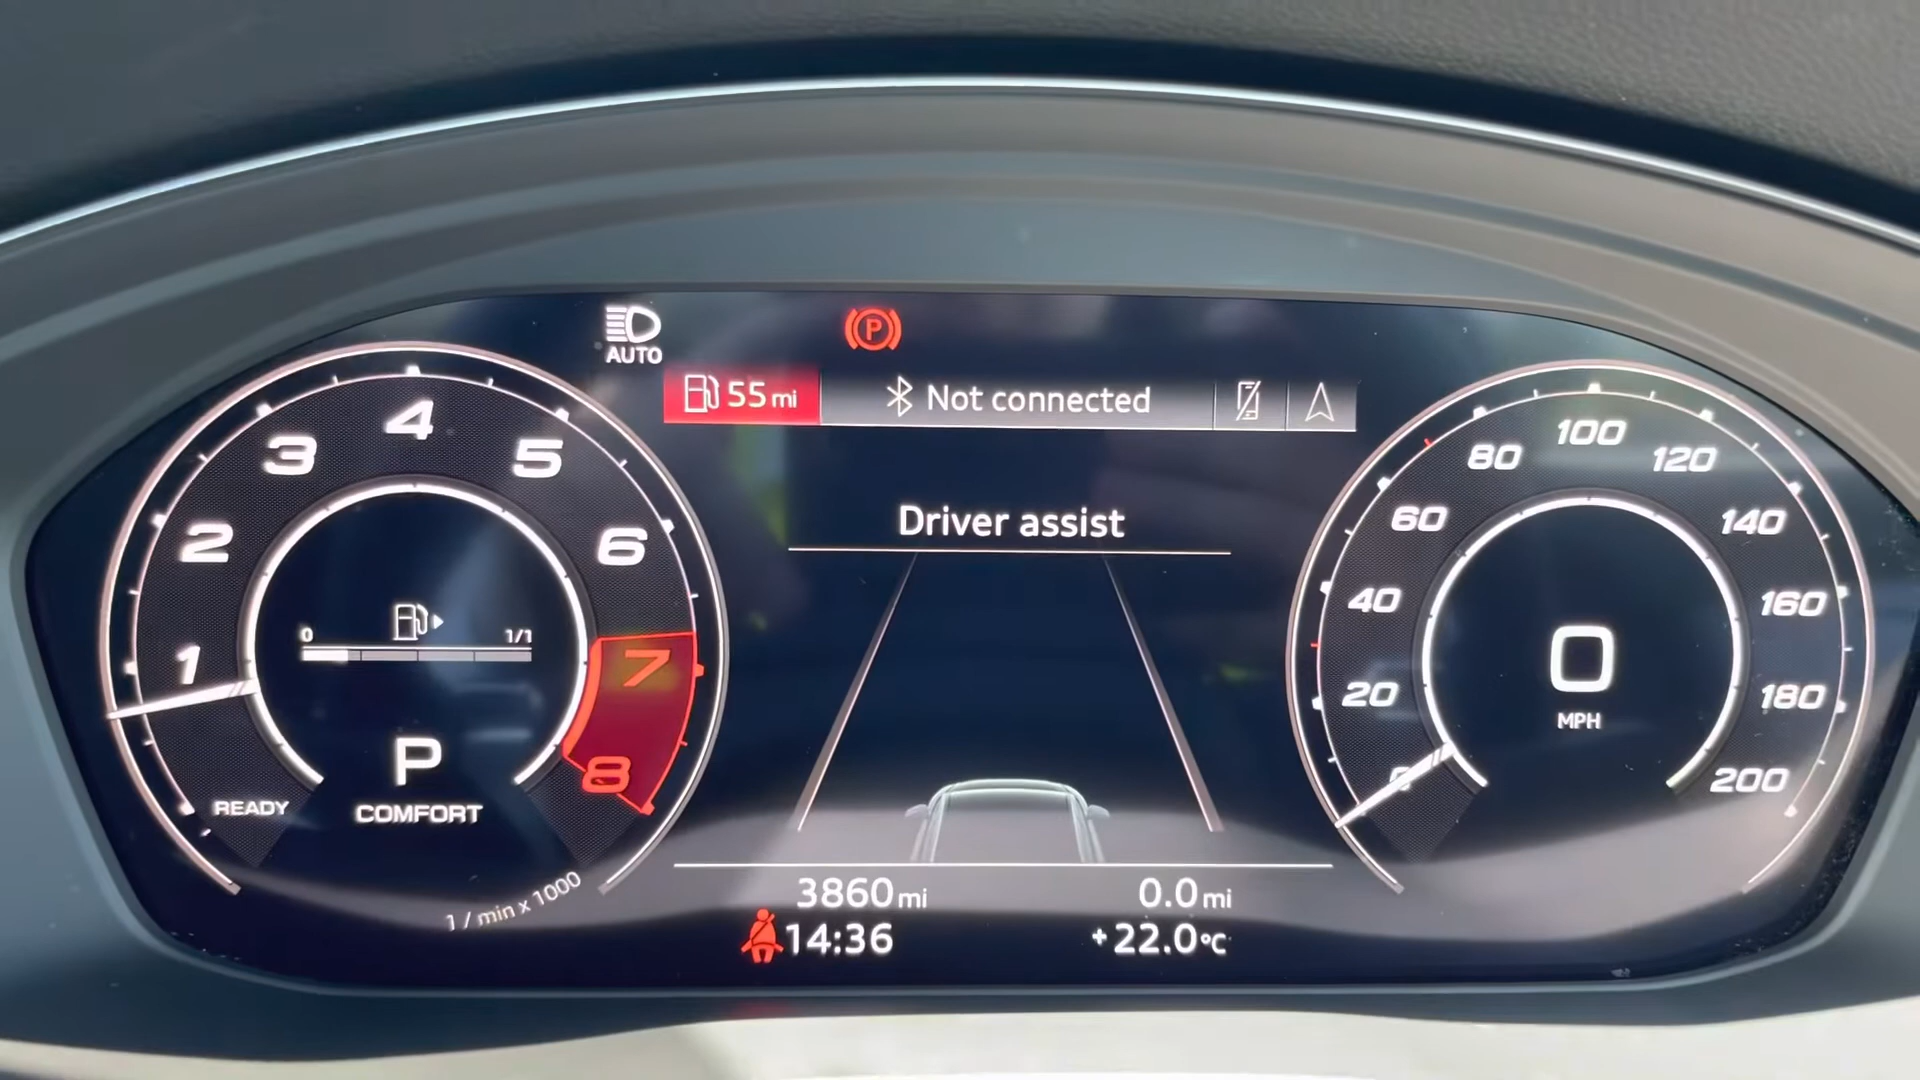 AUTO
P
55 mi
Not connected
Driver assist
1
2
3
4
5
6
7
8
READY
0
1/1
P
COMFORT
1 / min x 1000
20
40
60
80
100
120
140
160
180
200
0
MPH
3860 mi
0.0 mi
14:36
+22.0°C